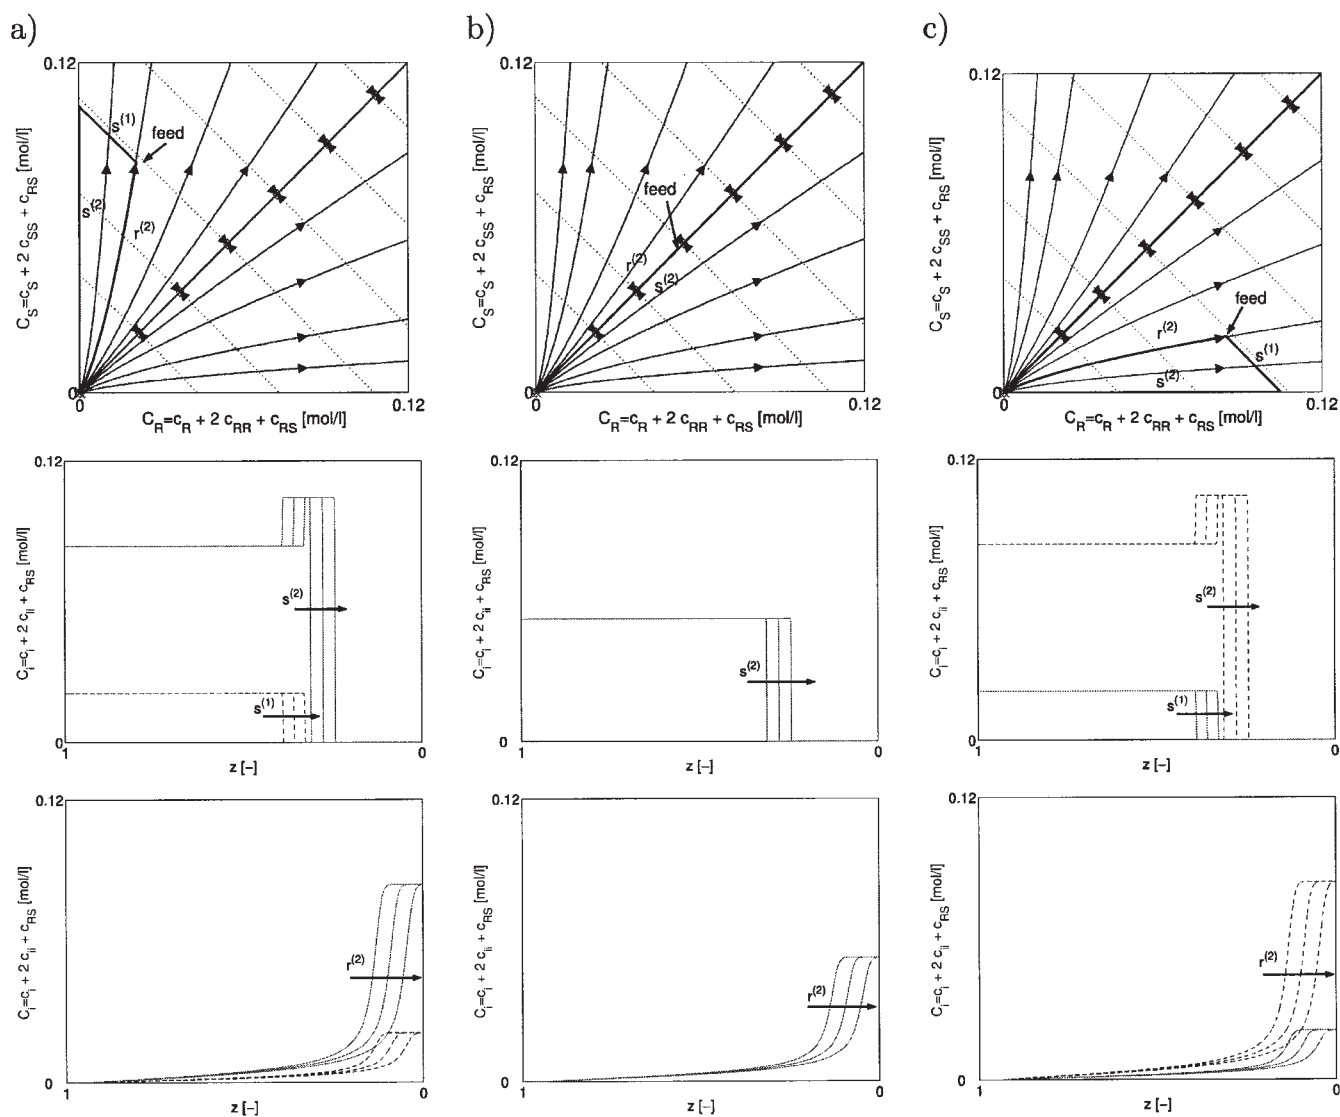 a)
0.12
C_S=c_S + 2 c_SS + c_RS [mol/l]
s^(1)
feed
s^(2)
r^(2)
0
0
0.12
C_R=c_R + 2 c_RR + c_RS [mol/l]
b)
0.12
C_S=c_S + 2 c_SS + c_RS [mol/l]
feed
r^(2)
s^(2)
0
0
0.12
C_R=c_R + 2 c_RR + c_RS [mol/l]
c)
0.12
C_S=c_S + 2 c_SS + c_RS [mol/l]
feed
r^(2)
s^(1)
s^(2)
0
0
0.12
C_R=c_R + 2 c_RR + c_RS [mol/l]
0.12
C_i=c_i + 2 c_ii + c_RS [mol/l]
s^(2)
s^(1)
0
1
0
z [–]
0.12
C_i=c_i + 2 c_ii + c_RS [mol/l]
s^(2)
0
1
0
z [–]
0.12
C_i=c_i + 2 c_ii + c_RS [mol/l]
s^(2)
s^(1)
0
1
0
z [–]
0.12
C_i=c_i + 2 c_ii + c_RS [mol/l]
r^(2)
0
1
0
z [–]
0.12
C_i=c_i + 2 c_ii + c_RS [mol/l]
r^(2)
0
1
0
z [–]
0.12
C_i=c_i + 2 c_ii + c_RS [mol/l]
r^(2)
0
1
0
z [–]